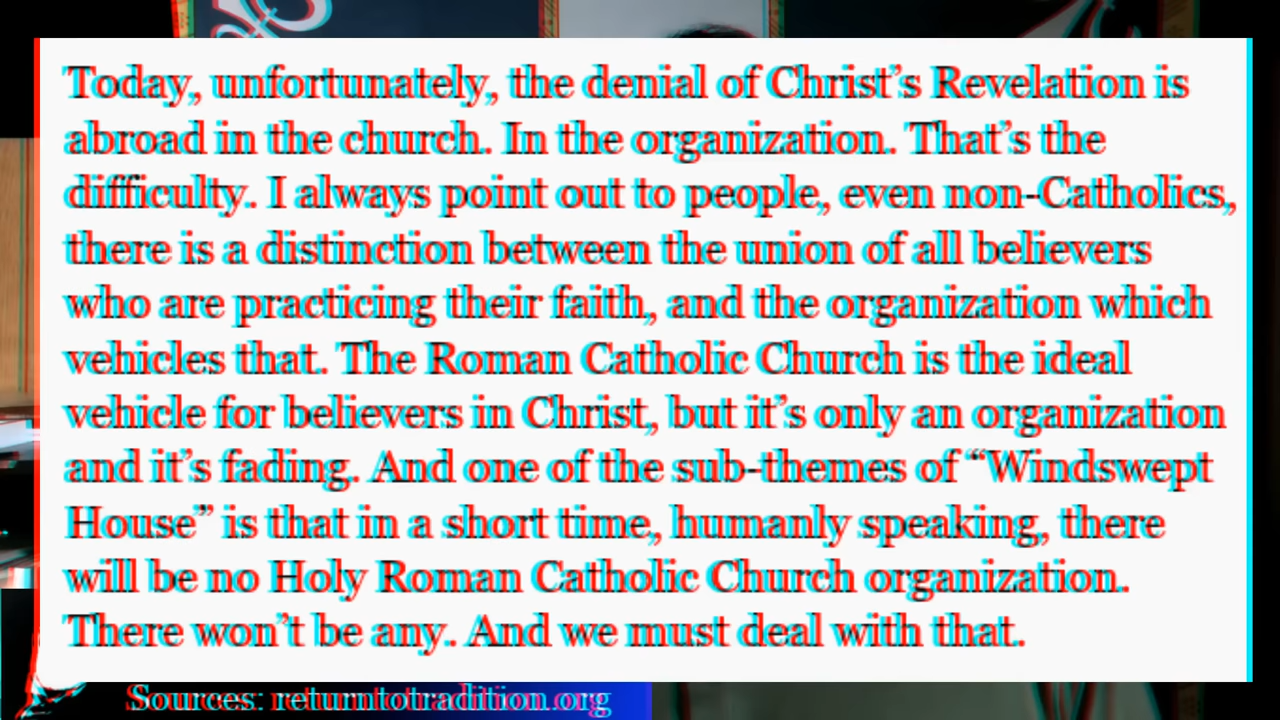 Today, unfortunately, the denial of Christ’s Revelation is
abroad in the church. In the organization. That’s the
difficulty. I always point out to people, even non-Catholics,
there is a distinction between the union of all believers
who are practicing their faith, and the organization which
vehicles that. The Roman Catholic Church is the ideal
vehicle for believers in Christ, but it’s only an organization
and it’s fading. And one of the sub-themes of “Windswept
House” is that in a short time, humanly speaking, there
will be no Holy Roman Catholic Church organization.
There won’t be any. And we must deal with that.
Sources: returntotradition.org